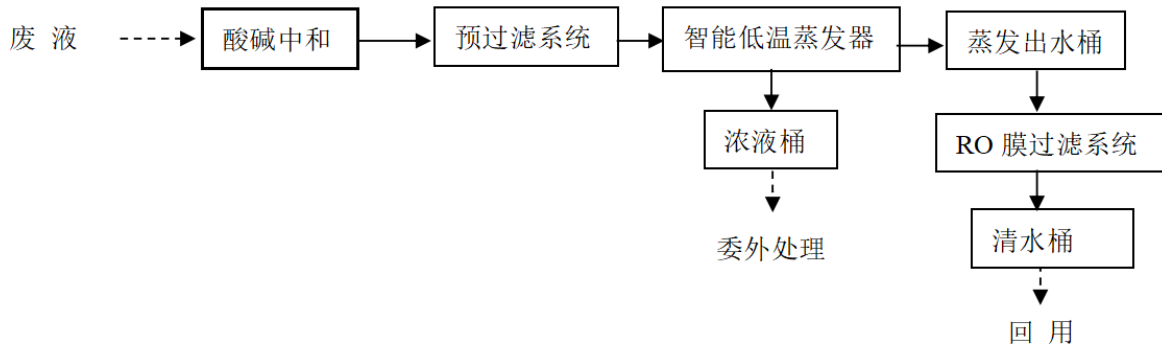 废 液
酸碱中和
预过滤系统
智能低温蒸发器
蒸发出水桶
浓液桶
RO 膜过滤系统
委外处理
清水桶
回 用